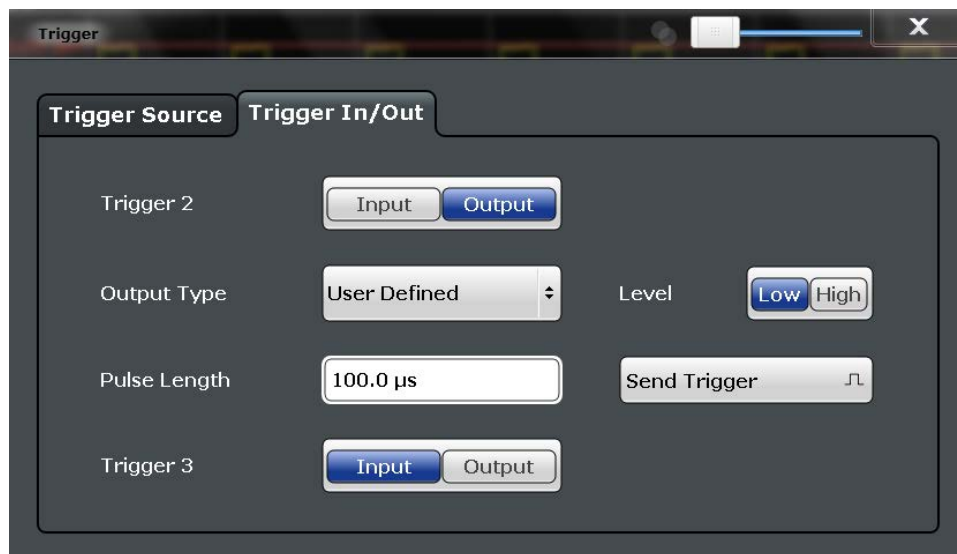 Trigger
X
Trigger Source Trigger In/Out
Trigger 2 Input Output
Output Type User Defined Level Low High
Pulse Length 100.0 µs Send Trigger
Trigger 3 Input Output